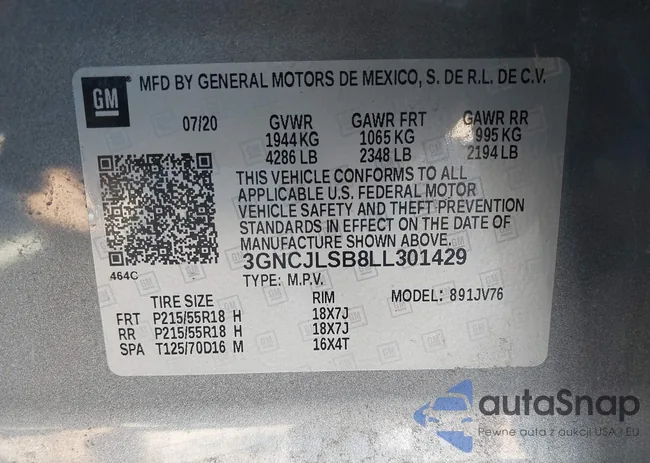 GM
MFD BY GENERAL MOTORS DE MEXICO, S. DE R.L. DE C.V.
07/20 GVWR GAWR FRT GAWR RR
1944 KG 1065 KG 995 KG
4286 LB 2348 LB 2194 LB
THIS VEHICLE CONFORMS TO ALL
APPLICABLE U.S. FEDERAL MOTOR
VEHICLE SAFETY AND THEFT PREVENTION
STANDARDS IN EFFECT ON THE DATE OF
MANUFACTURE SHOWN ABOVE.
464C
3GNCJLSB8LL301429
TYPE: M.P.V.
TIRE SIZE RIM MODEL: 891JV76
FRT P215/55R18 H 18X7J
RR P215/55R18 H 18X7J
SPA T125/70D16 M 16X4T
autaSnap
Pewne auta z aukcji USA i EU